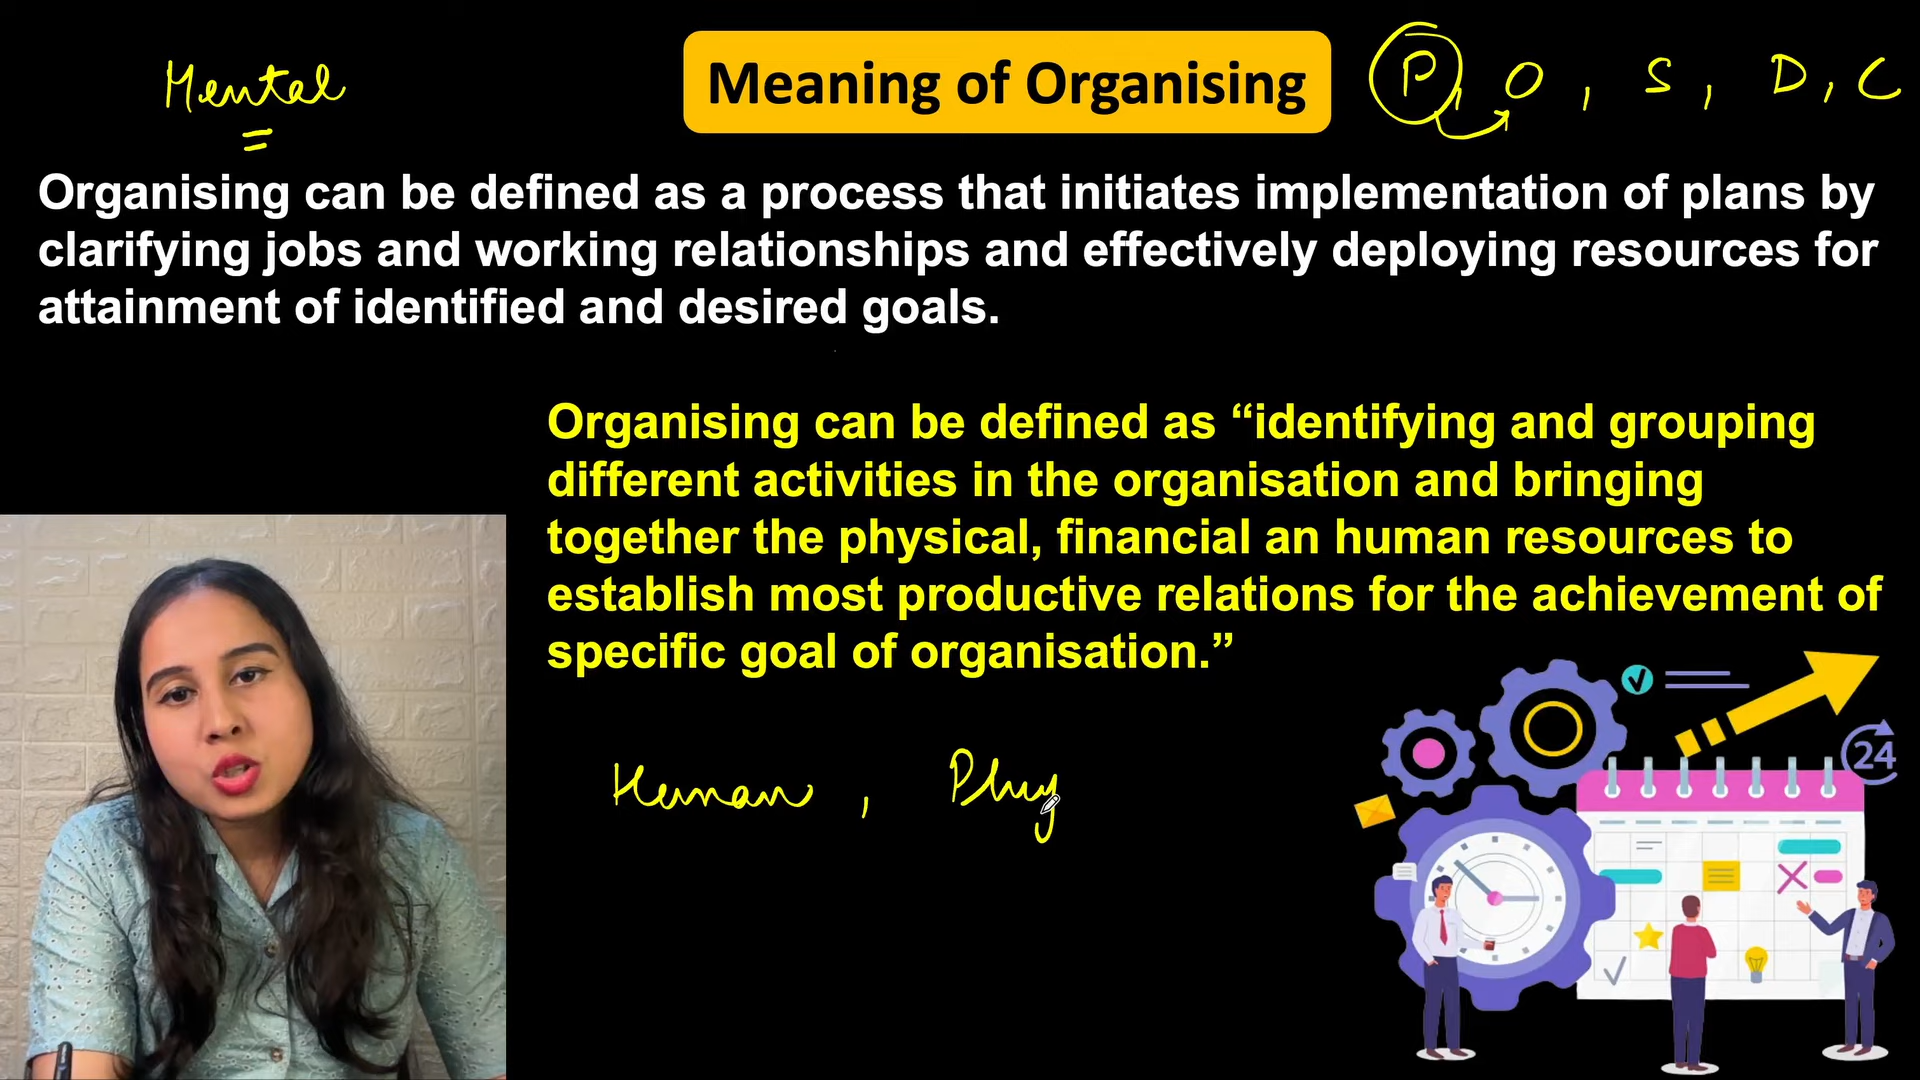 Mental
Meaning of Organising
P, O, S, D, C
Organising can be defined as a process that initiates implementation of plans by
clarifying jobs and working relationships and effectively deploying resources for
attainment of identified and desired goals.
Organising can be defined as “identifying and grouping
different activities in the organisation and bringing
together the physical, financial an human resources to
establish most productive relations for the achievement of
specific goal of organisation.”
24
Human, Phy